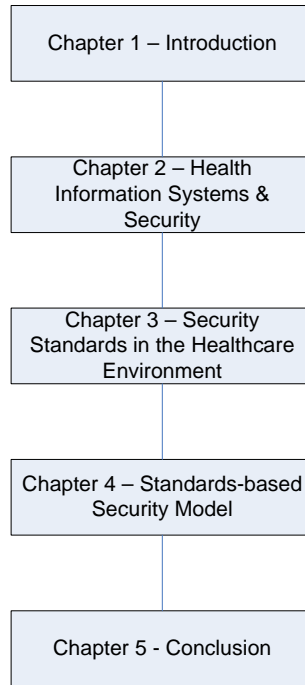 Chapter 1 – Introduction
Chapter 2 – Health
Information Systems &
Security
Chapter 3 – Security
Standards in the Healthcare
Environment
Chapter 4 – Standards-based
Security Model
Chapter 5 - Conclusion